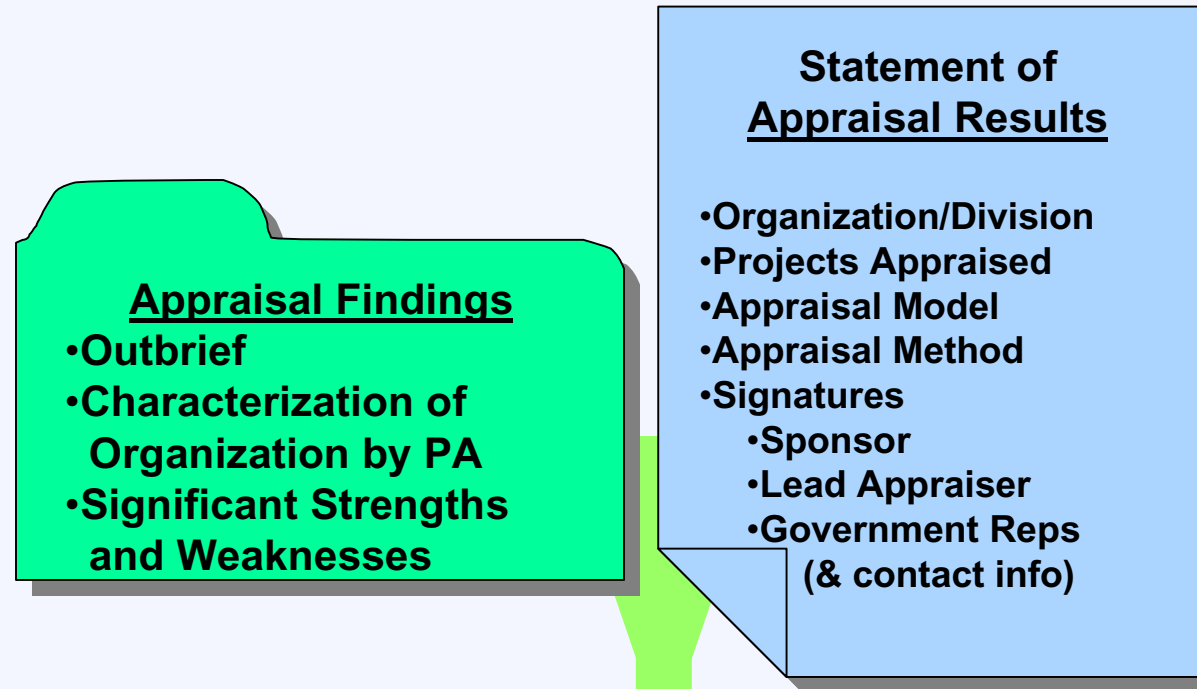 Appraisal Findings
•Outbrief
•Characterization of
Organization by PA
•Significant Strengths
and Weaknesses
Statement of
Appraisal Results
•Organization/Division
•Projects Appraised
•Appraisal Model
•Appraisal Method
•Signatures
•Sponsor
•Lead Appraiser
•Government Reps
(& contact info)